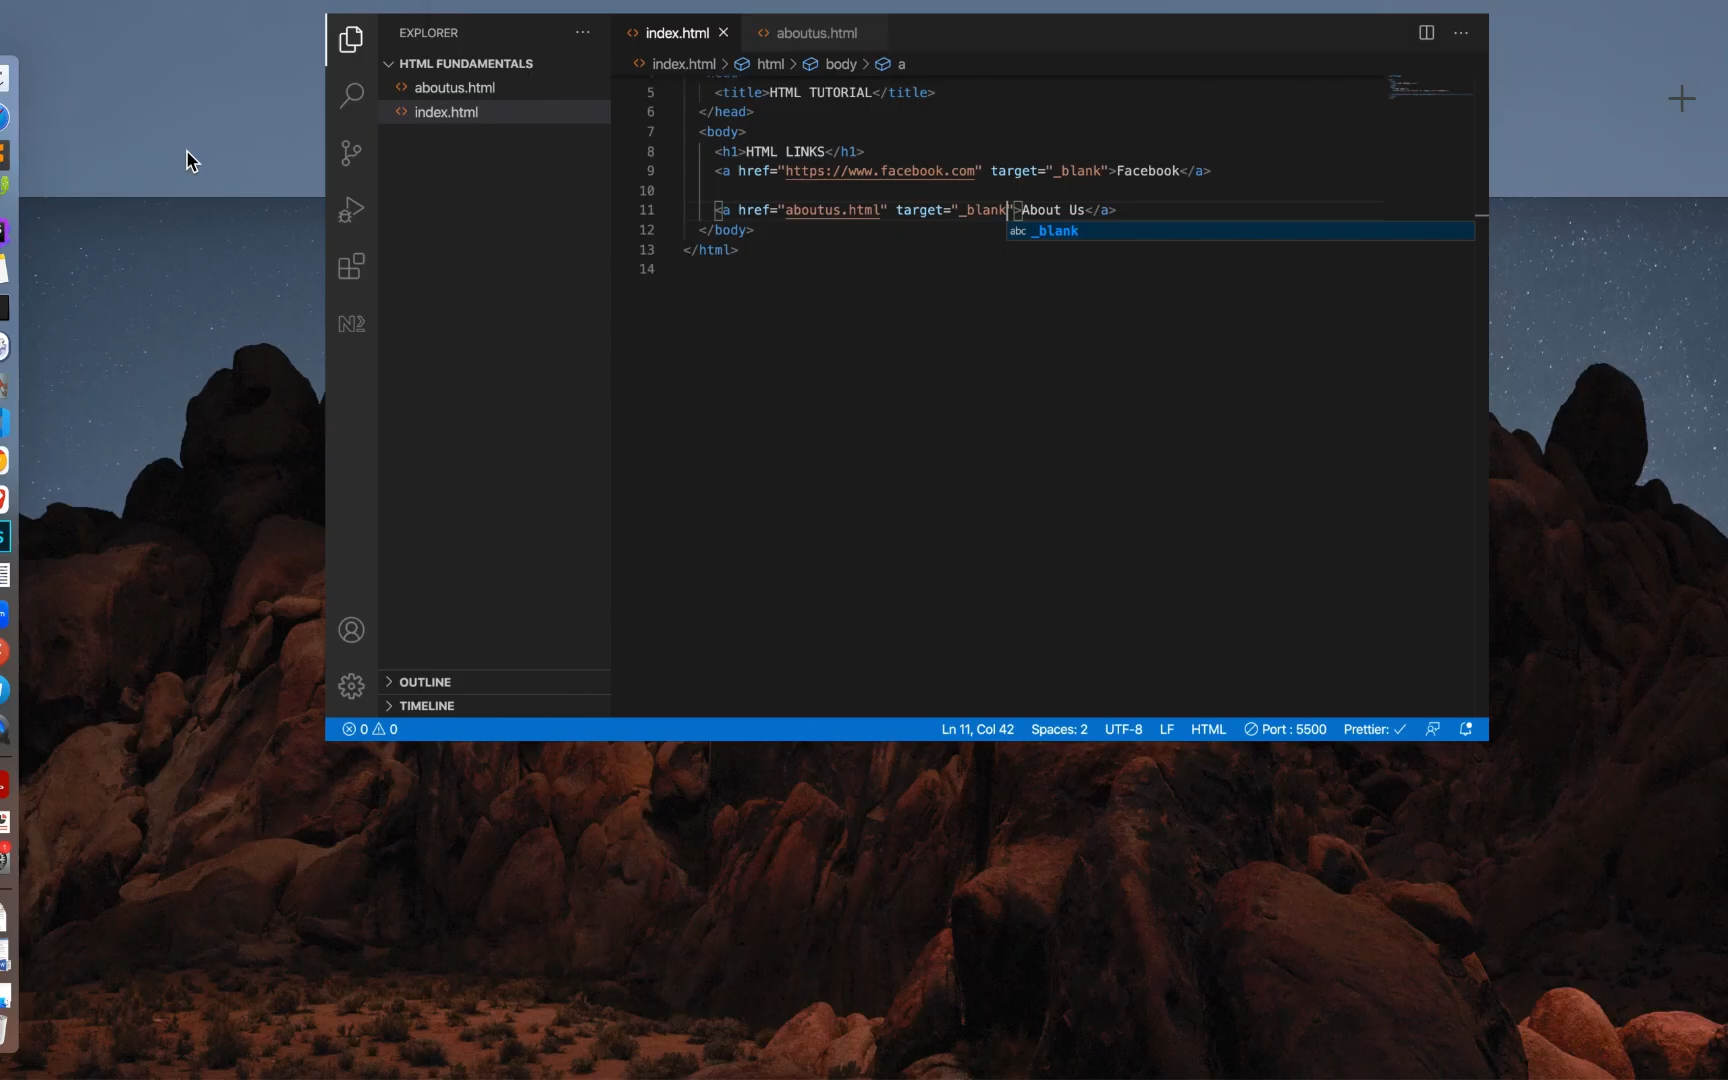 EXPLORER
HTML FUNDAMENTALS
aboutus.html
index.html
OUTLINE
TIMELINE
index.html aboutus.html
index.html html body a
5 <title>HTML TUTORIAL</title>
6 </head>
7 <body>
8 <h1>HTML LINKS</h1>
9 <a href="https://www.facebook.com" target="_blank">Facebook</a>
10
11 <a href="aboutus.html" target="_blank">About Us</a>
abc _blank
12 </body>
13 </html>
14
0 0 Ln 11, Col 42 Spaces: 2 UTF-8 LF HTML Port : 5500 Prettier: